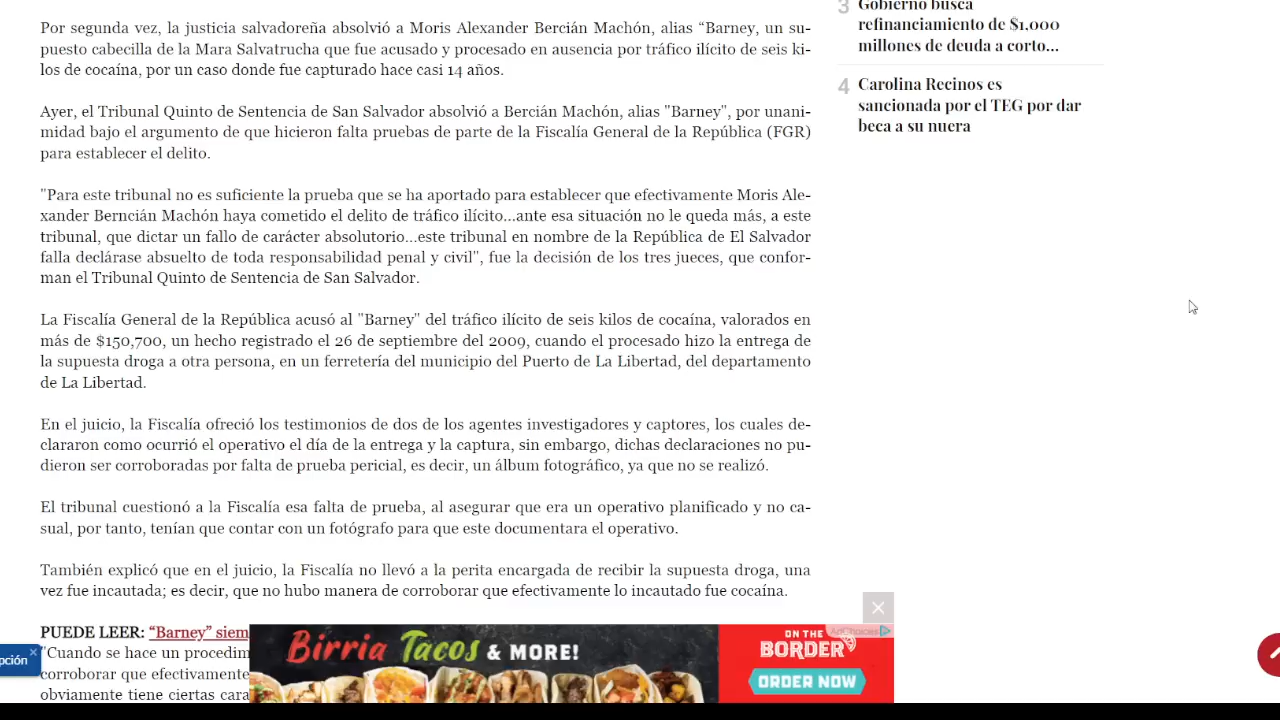 Por segunda vez, la justicia salvadoreña absolvió a Moris Alexander Bercián Machón, alias “Barney, un su-
puesto cabecilla de la Mara Salvatrucha que fue acusado y procesado en ausencia por tráfico ilícito de seis ki-
los de cocaína, por un caso donde fue capturado hace casi 14 años.
Ayer, el Tribunal Quinto de Sentencia de San Salvador absolvió a Bercián Machón, alias "Barney", por unani-
midad bajo el argumento de que hicieron falta pruebas de parte de la Fiscalía General de la República (FGR)
para establecer el delito.
"Para este tribunal no es suficiente la prueba que se ha aportado para establecer que efectivamente Moris Ale-
xander Berncián Machón haya cometido el delito de tráfico ilícito...ante esa situación no le queda más, a este
tribunal, que dictar un fallo de carácter absolutorio...este tribunal en nombre de la República de El Salvador
falla declárase absuelto de toda responsabilidad penal y civil", fue la decisión de los tres jueces, que confor-
man el Tribunal Quinto de Sentencia de San Salvador.
La Fiscalía General de la República acusó al "Barney" del tráfico ilícito de seis kilos de cocaína, valorados en
más de $150,700, un hecho registrado el 26 de septiembre del 2009, cuando el procesado hizo la entrega de
la supuesta droga a otra persona, en un ferretería del municipio del Puerto de La Libertad, del departamento
de La Libertad.
En el juicio, la Fiscalía ofreció los testimonios de dos de los agentes investigadores y captores, los cuales de-
clararon como ocurrió el operativo el día de la entrega y la captura, sin embargo, dichas declaraciones no pu-
dieron ser corroboradas por falta de prueba pericial, es decir, un álbum fotográfico, ya que no se realizó.
El tribunal cuestionó a la Fiscalía esa falta de prueba, al asegurar que era un operativo planificado y no ca-
sual, por tanto, tenían que contar con un fotógrafo para que este documentara el operativo.
También explicó que en el juicio, la Fiscalía no llevó a la perita encargada de recibir la supuesta droga, una
vez fue incautada; es decir, que no hubo manera de corroborar que efectivamente lo incautado fue cocaína.
PUEDE LEER: “Barney” siem
"Cuando se hace un procedim
corroborar que efectivamente
obviamente tiene ciertas cara
pción
3 Gobierno busca
refinanciamiento de $1,000
millones de deuda a corto...
4 Carolina Recinos es
sancionada por el TEG por dar
beca a su nuera
Birria Tacos & MORE!
ON THE
BORDER
ORDER NOW